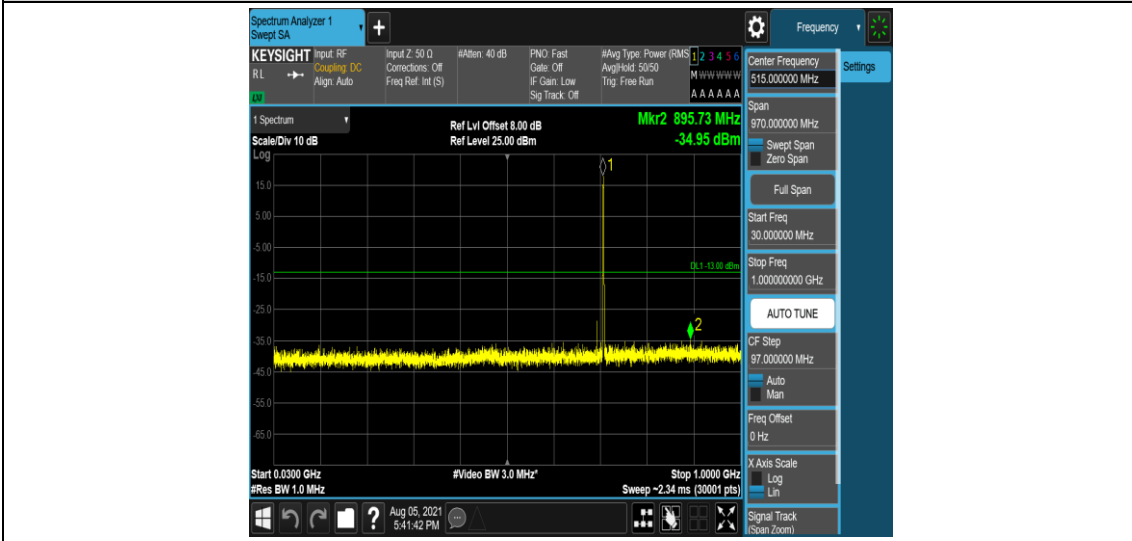 Spectrum Analyzer 1
Swept SA
+
Frequency
KEYSIGHT
RL
Input: RF
Coupling: DC
Align: Auto
Input Z: 50 Ω
Corrections: Off
Freq Ref: Int (S)
#Atten: 40 dB
PNO: Fast
Gate: Off
IF Gain: Low
Sig Track: Off
#Avg Type: Power (RMS
Avg|Hold: 50/50
Trig: Free Run
1 2 3 4 5 6
M W W W W W
A A A A A A
1 Spectrum
Scale/Div 10 dB
Log
Ref Lvl Offset 8.00 dB
Ref Level 25.00 dBm
Mkr2 895.73 MHz
-34.95 dBm
15.0
5.00
-5.00
-15.0
-25.0
-35.0
-45.0
-55.0
-65.0
1
DL1 -13.00 dBm
2
Start 0.0300 GHz
#Res BW 1.0 MHz
#Video BW 3.0 MHz*
Stop 1.0000 GHz
Sweep ~2.34 ms (30001 pts)
?
Aug 05, 2021
5:41:42 PM
Center Frequency
515.000000 MHz
Settings
Span
970.000000 MHz
Swept Span
Zero Span
Full Span
Start Freq
30.000000 MHz
Stop Freq
1.000000000 GHz
AUTO TUNE
CF Step
97.000000 MHz
Auto
Man
Freq Offset
0 Hz
X Axis Scale
Log
Lin
Signal Track
(Span Zoom)